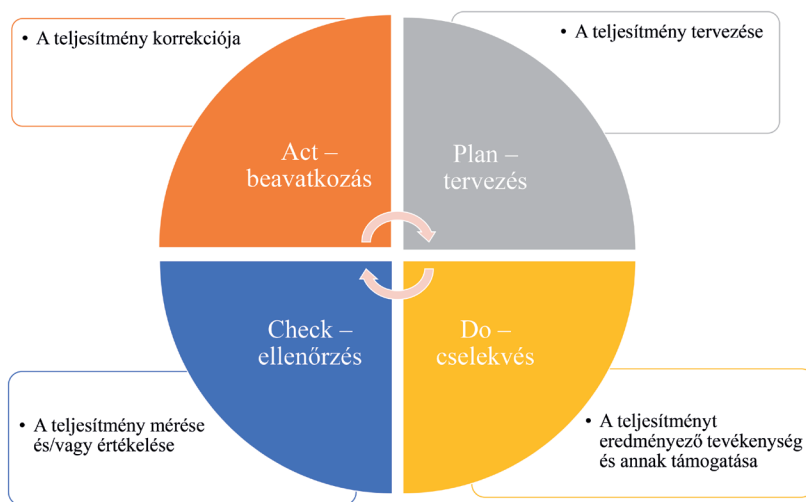 • A teljesítmény korrekciója
• A teljesítmény tervezése
Act –
beavatkozás
Plan –
tervezés
Check –
ellenőrzés
Do –
cselekvés
• A teljesítmény mérése
és/vagy értékelése
• A teljesítményt
eredményező tevékenység
és annak támogatása